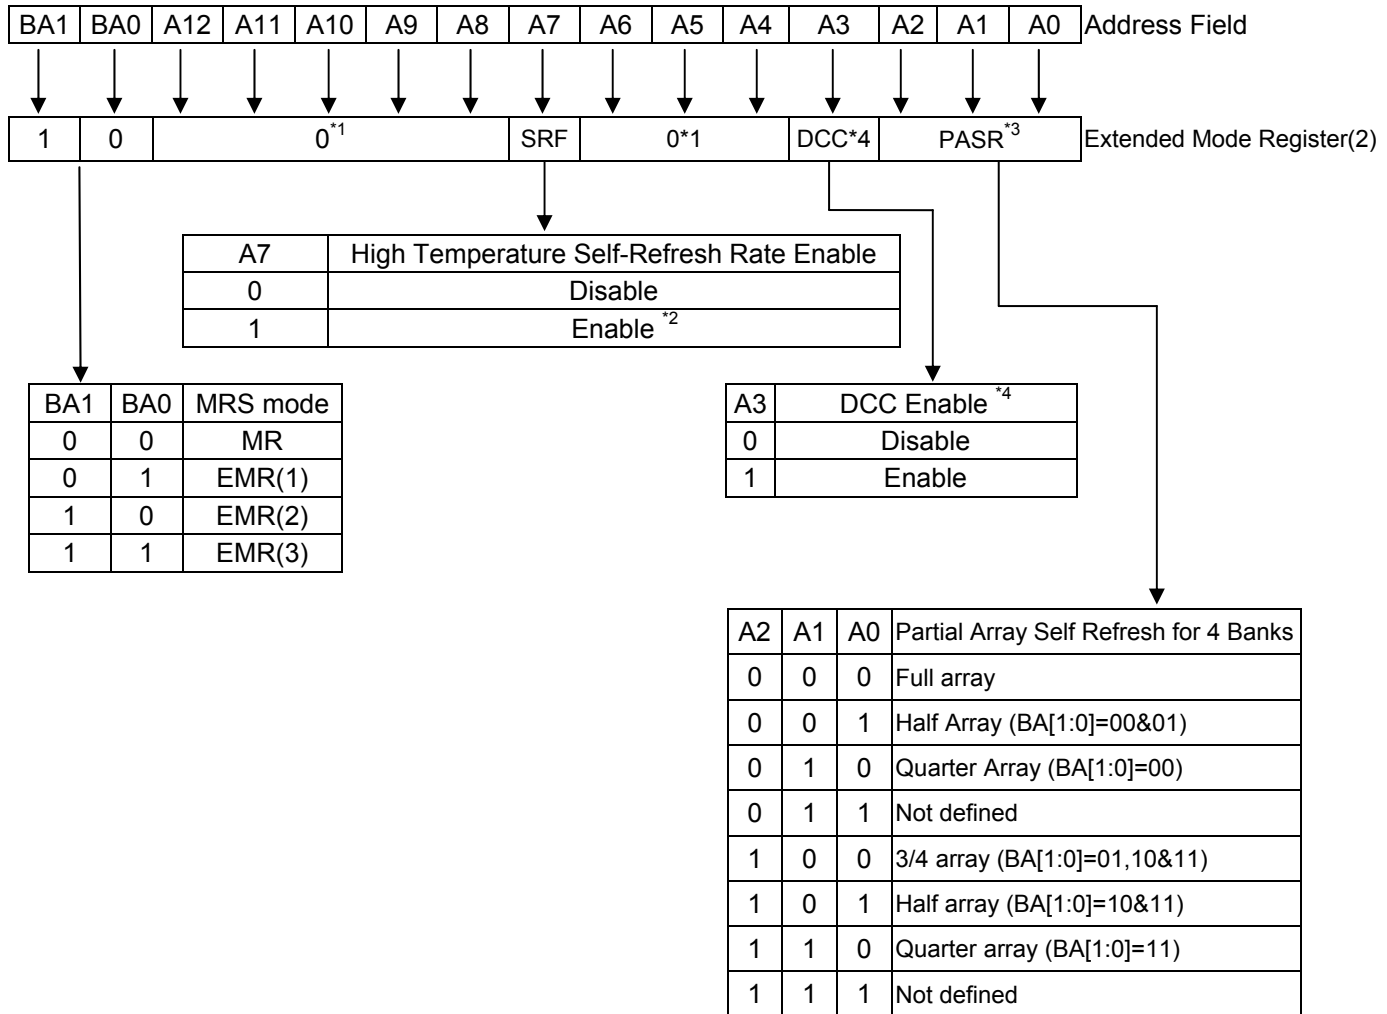 BA1 BA0 A12 A11 A10 A9 A8 A7 A6 A5 A4 A3 A2 A1 A0 Address Field
1 0 0*1 SRF 0*1 DCC*4 PASR*3 Extended Mode Register(2)
A7 High Temperature Self-Refresh Rate Enable
0 Disable
1 Enable *2
BA1 BA0 MRS mode
0 0 MR
0 1 EMR(1)
1 0 EMR(2)
1 1 EMR(3)
A3 DCC Enable *4
0 Disable
1 Enable
A2 A1 A0 Partial Array Self Refresh for 4 Banks
0 0 0 Full array
0 0 1 Half Array (BA[1:0]=00&01)
0 1 0 Quarter Array (BA[1:0]=00)
0 1 1 Not defined
1 0 0 3/4 array (BA[1:0]=01,10&11)
1 0 1 Half array (BA[1:0]=10&11)
1 1 0 Quarter array (BA[1:0]=11)
1 1 1 Not defined